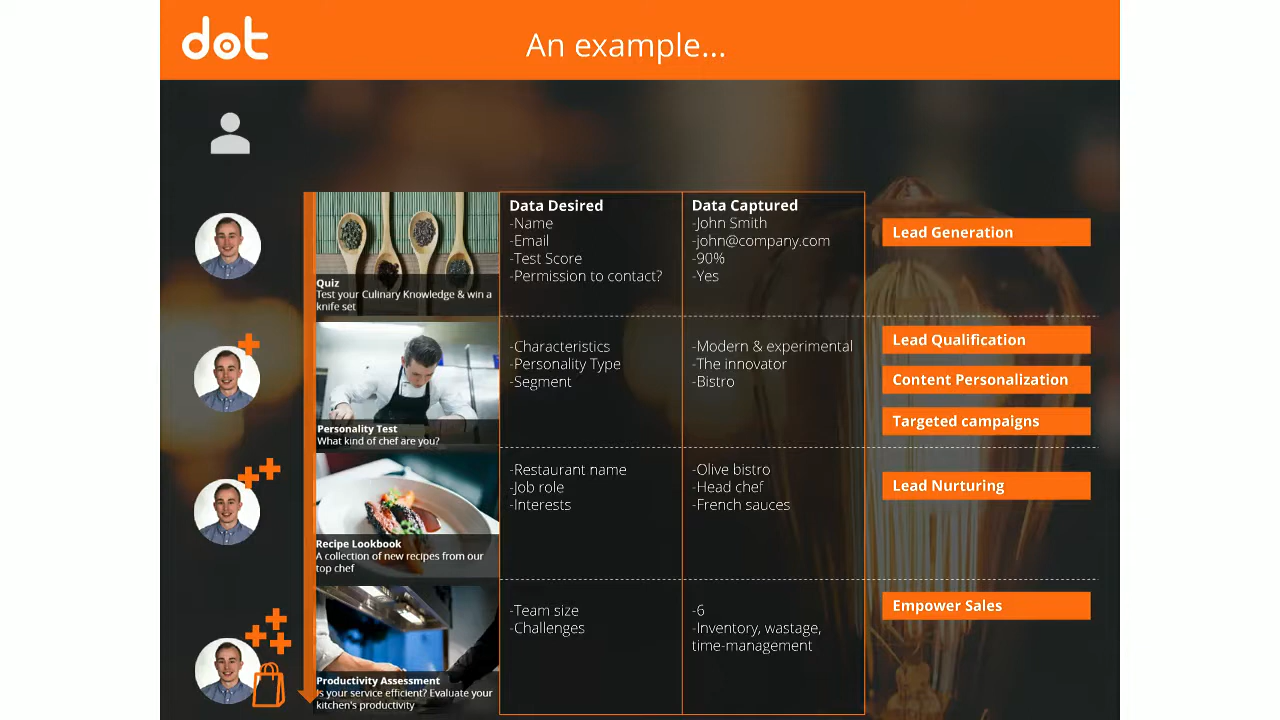 dot
An example...
Data Desired
-Name
-Email
-Test Score
-Permission to contact?
Data Captured
-John Smith
-john@company.com
-90%
-Yes
Lead Generation
Quiz
Test your Culinary Knowledge & win a
knife set
-Characteristics
-Personality Type
-Segment
-Modern & experimental
-The innovator
-Bistro
Lead Qualification
Content Personalization
Targeted campaigns
Personality Test
What kind of chef are you?
-Restaurant name
-Job role
-Interests
-Olive bistro
-Head chef
-French sauces
Lead Nurturing
Recipe Lookbook
A collection of new recipes from our
top chef
-Team size
-Challenges
-6
-Inventory, wastage,
time-management
Empower Sales
Productivity Assessment
Is your service efficient? Evaluate your
kitchen's productivity